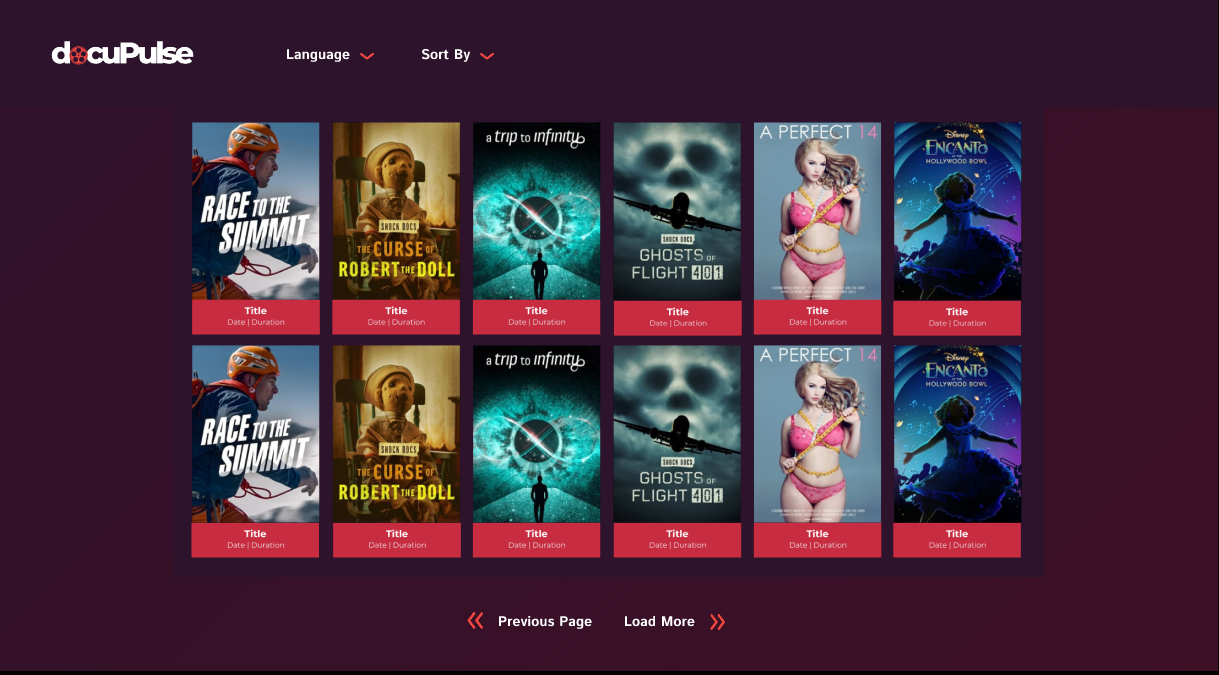 docuPulse
Language
Sort By
RACE TO THE
SUMMIT
Title
Date | Duration
SHOCK DOCS
THE CURSE OF
ROBERT THE DOLL
Title
Date | Duration
a trip to infinity
Title
Date | Duration
SHOCK DOCS
GHOSTS OF
FLIGHT 401
Title
Date | Duration
A PERFECT 14
Title
Date | Duration
Disney
ENCANTO
AT THE
HOLLYWOOD BOWL
Title
Date | Duration
RACE TO THE
SUMMIT
Title
Date | Duration
SHOCK DOCS
THE CURSE OF
ROBERT THE DOLL
Title
Date | Duration
a trip to infinity
Title
Date | Duration
SHOCK DOCS
GHOSTS OF
FLIGHT 401
Title
Date | Duration
A PERFECT 14
Title
Date | Duration
Disney
ENCANTO
AT THE
HOLLYWOOD BOWL
Title
Date | Duration
Previous Page
Load More